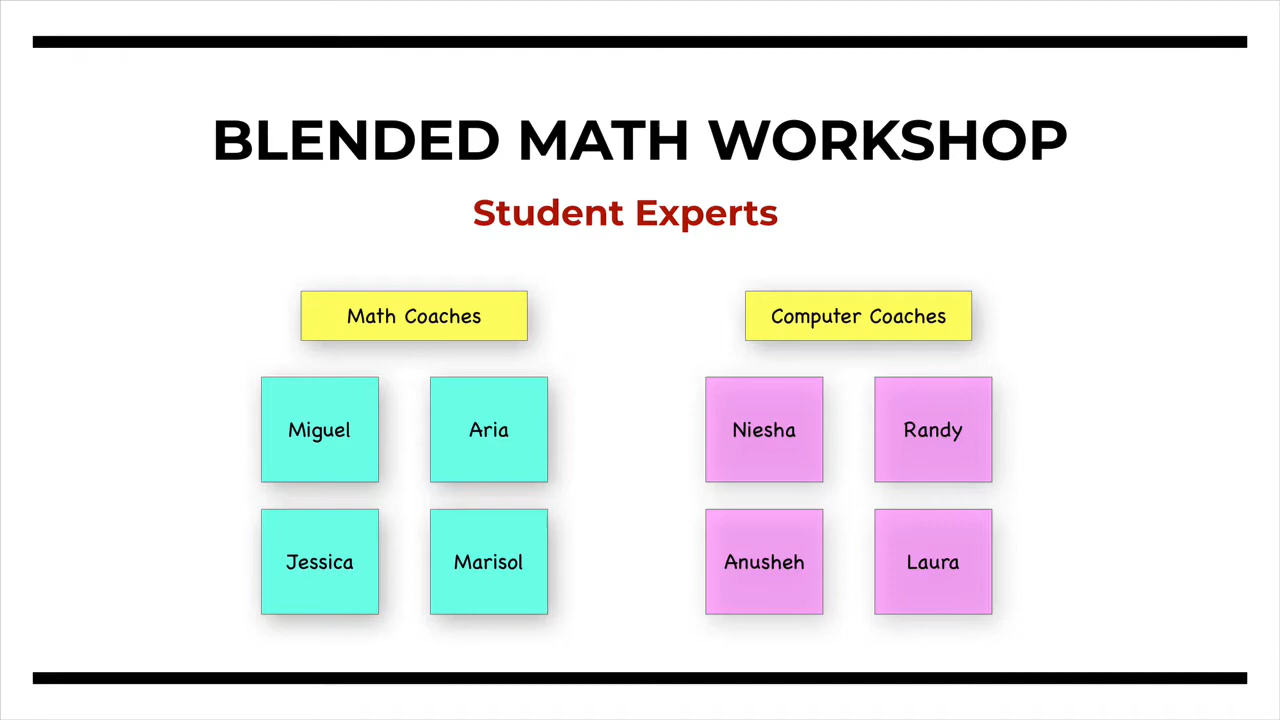 BLENDED MATH WORKSHOP
Student Experts
Math Coaches
Computer Coaches
Miguel
Aria
Niesha
Randy
Jessica
Marisol
Anusheh
Laura